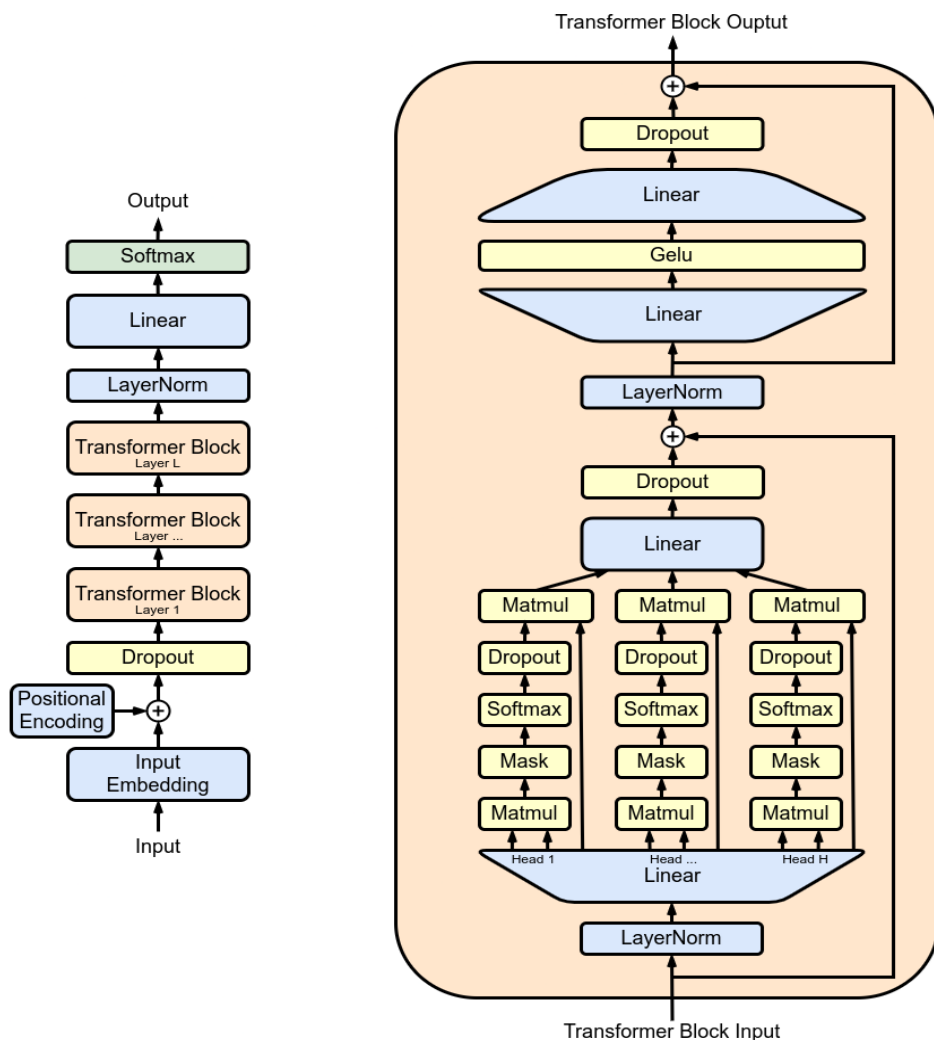 Output
Softmax
Linear
LayerNorm
Transformer Block
Layer L
Transformer Block
Layer ...
Transformer Block
Layer 1
Dropout
Positional
Encoding
+
Input
Embedding
Input
Transformer Block Ouptut
+
Dropout
Linear
Gelu
Linear
LayerNorm
+
Dropout
Linear
Matmul Matmul Matmul
Dropout Dropout Dropout
Softmax Softmax Softmax
Mask Mask Mask
Matmul Matmul Matmul
Head 1 Head ... Head H
Linear
LayerNorm
Transformer Block Input